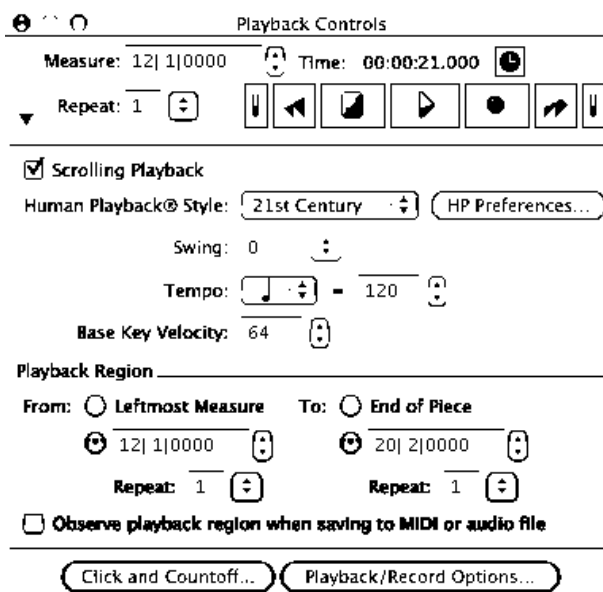 Playback Controls
Measure: 12| 1|0000 Time: 00:00:21.000
Repeat: 1
Scrolling Playback
Human Playback® Style: 21st Century HP Preferences...
Swing: 0
Tempo: = 120
Base Key Velocity: 64
Playback Region
From: Leftmost Measure To: End of Piece
12| 1|0000 20| 2|0000
Repeat: 1 Repeat: 1
Observe playback region when saving to MIDI or audio file
Click and Countoff... Playback/Record Options...